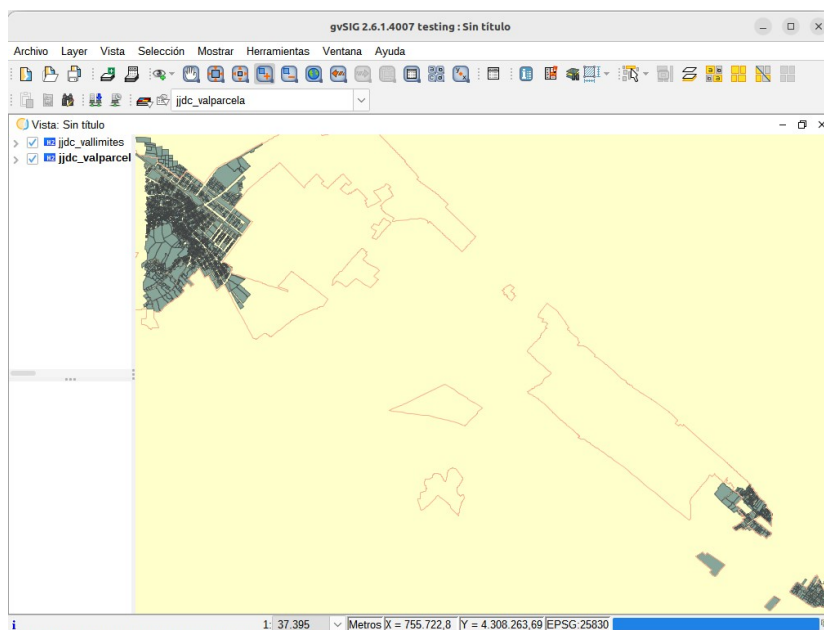 gvSIG 2.6.1.4007 testing : Sin título
Archivo Layer Vista Selección Mostrar Herramientas Ventana Ayuda
jjdc_valparcela
Vista: Sin título
jjdc_vallimites
jjdc_valparcel
1: 37.395 Metros X = 755.722,8 Y = 4.308.263,69 EPSG:25830